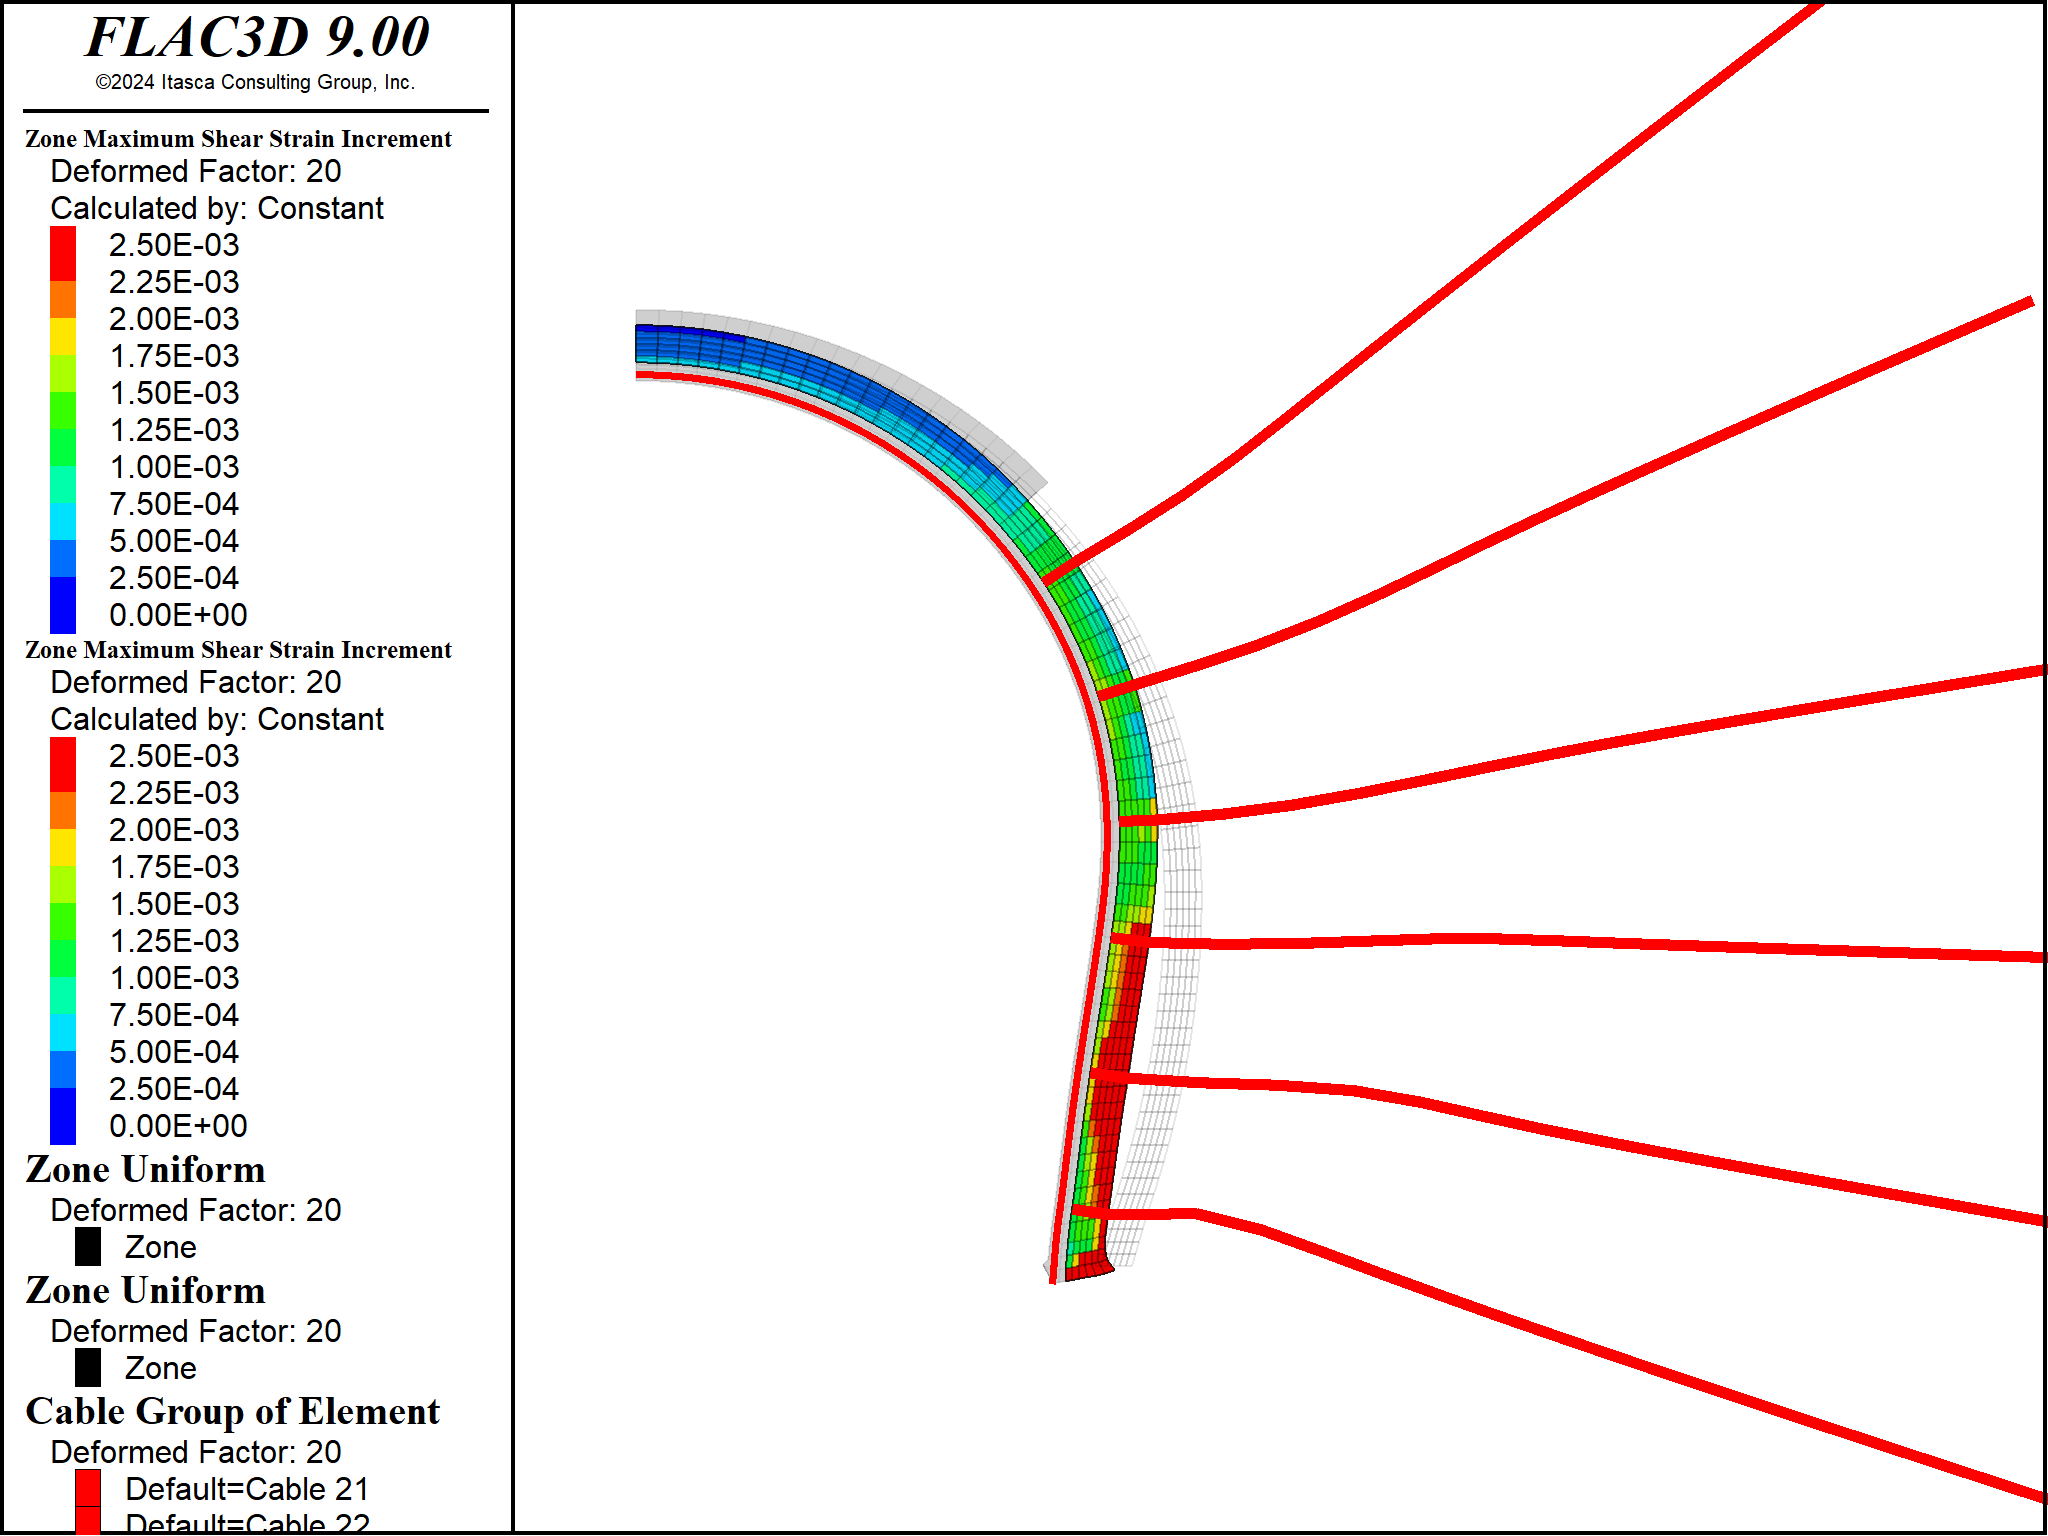 FLAC3D 9.00
©2024 Itasca Consulting Group, Inc.
Zone Maximum Shear Strain Increment
Deformed Factor: 20
Calculated by: Constant
2.50E-03
2.25E-03
2.00E-03
1.75E-03
1.50E-03
1.25E-03
1.00E-03
7.50E-04
5.00E-04
2.50E-04
0.00E+00
Zone Maximum Shear Strain Increment
Deformed Factor: 20
Calculated by: Constant
2.50E-03
2.25E-03
2.00E-03
1.75E-03
1.50E-03
1.25E-03
1.00E-03
7.50E-04
5.00E-04
2.50E-04
0.00E+00
Zone Uniform
Deformed Factor: 20
Zone
Zone Uniform
Deformed Factor: 20
Zone
Cable Group of Element
Deformed Factor: 20
Default=Cable 21
Default=Cable 22